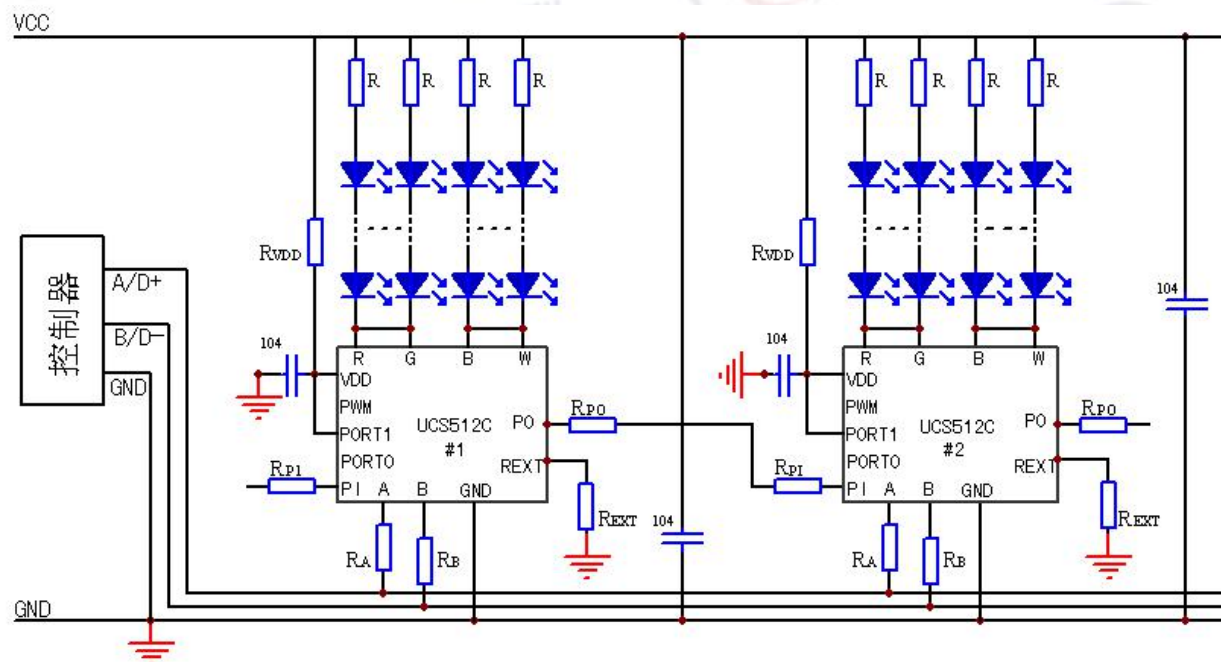 VCC
R R R R R R R R
RVDD RVDD
控制器
A/D+
B/D-
GND
104 104 104
R G B W R G B W
VDD VDD
PWM PWM
PORT1 PORT1
PORT0 PORT0
UCS512C UCS512C
#1 #2
PO RPO PO RPO
REXT REXT
RPI RPI
PI A B GND PI A B GND
REXT 104 REXT
RA RB RA RB
GND